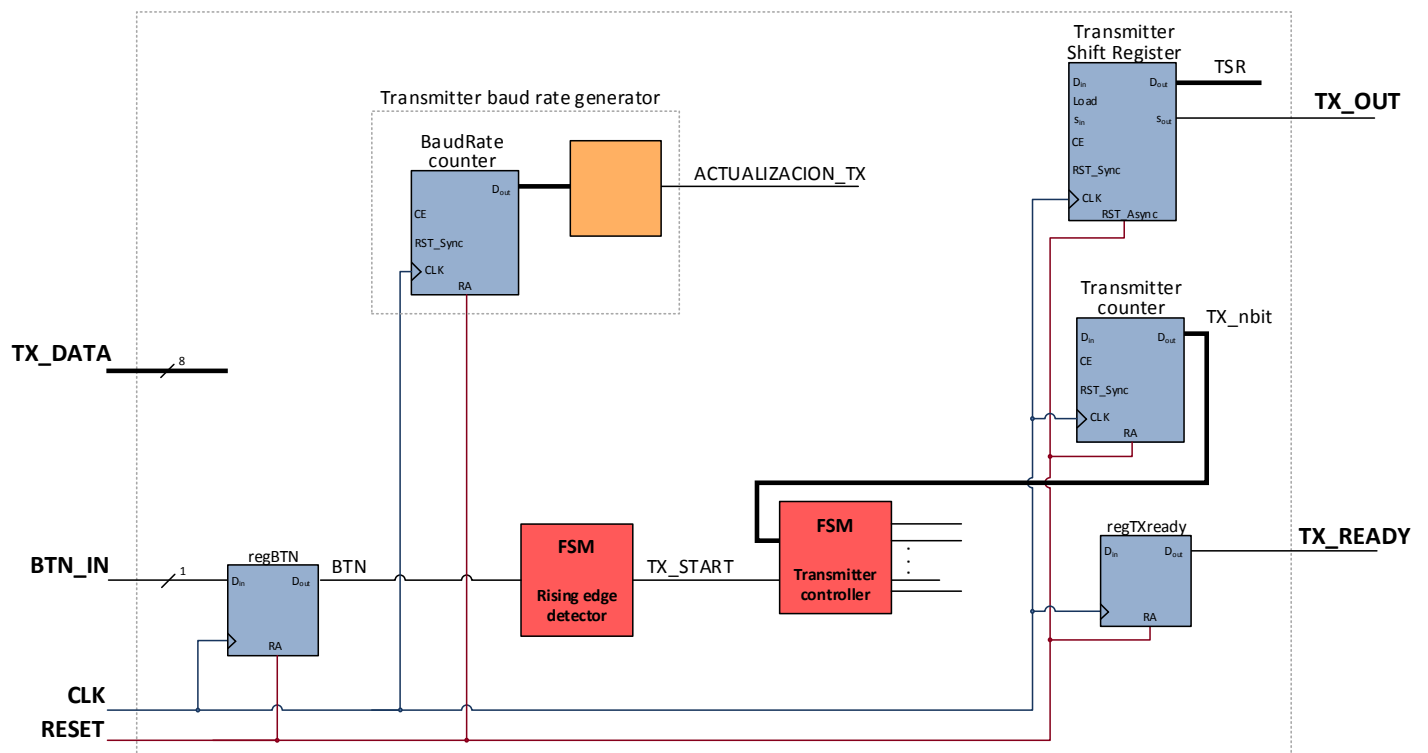 Transmitter
Shift Register
Din
Dout
TSR
Load
sin
sout
TX_OUT
CE
RST_Sync
CLK
RST_Async
Transmitter baud rate generator
BaudRate
counter
Dout
ACTUALIZACION_TX
CE
RST_Sync
CLK
RA
Transmitter
counter
TX_nbit
Din
Dout
CE
RST_Sync
CLK
RA
TX_DATA
8
BTN_IN
1
regBTN
Din
Dout
RA
BTN
FSM
Rising edge
detector
TX_START
FSM
Transmitter
controller
regTXready
Din
Dout
RA
TX_READY
CLK
RESET